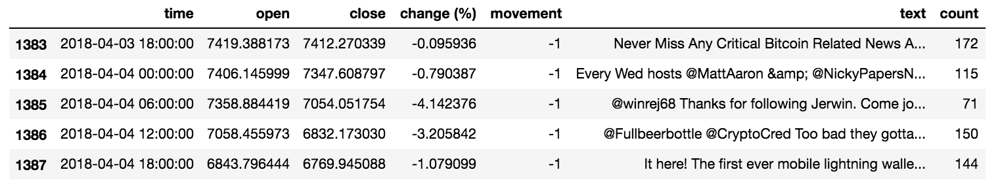 time open close change (%) movement text count
1383 2018-04-03 18:00:00 7419.388173 7412.270339 -0.095936 -1 Never Miss Any Critical Bitcoin Related News A... 172
1384 2018-04-04 00:00:00 7406.145999 7347.608797 -0.790387 -1 Every Wed hosts @MattAaron &amp; @NickyPapersN... 115
1385 2018-04-04 06:00:00 7358.884419 7054.051754 -4.142376 -1 @winrej68 Thanks for following Jerwin. Come jo... 71
1386 2018-04-04 12:00:00 7058.455973 6832.173030 -3.205842 -1 @Fullbeerbottle @CryptoCred Too bad they gotta... 150
1387 2018-04-04 18:00:00 6843.796444 6769.945088 -1.079099 -1 It here! The first ever mobile lightning walle... 144